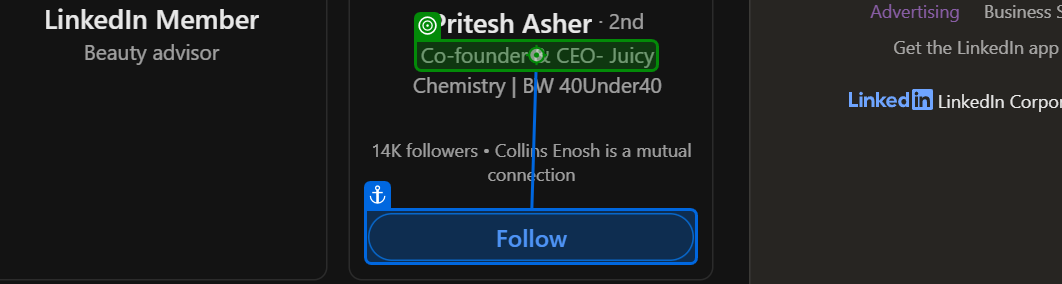 LinkedIn Member
Beauty advisor
Pritesh Asher · 2nd
Co-founder & CEO- Juicy
Chemistry | BW 40Under40
14K followers • Collins Enosh is a mutual
connection
Follow
Advertising Business
Get the LinkedIn app
LinkedIn LinkedIn